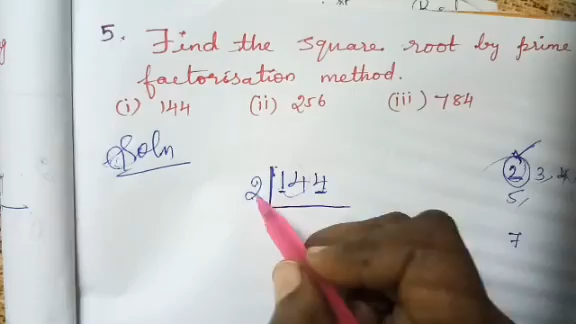 5. Find the square root by prime
factorisation method.
(i) 144 (ii) 256 (iii) 784
Soln
2 144
2 3,
5,
7